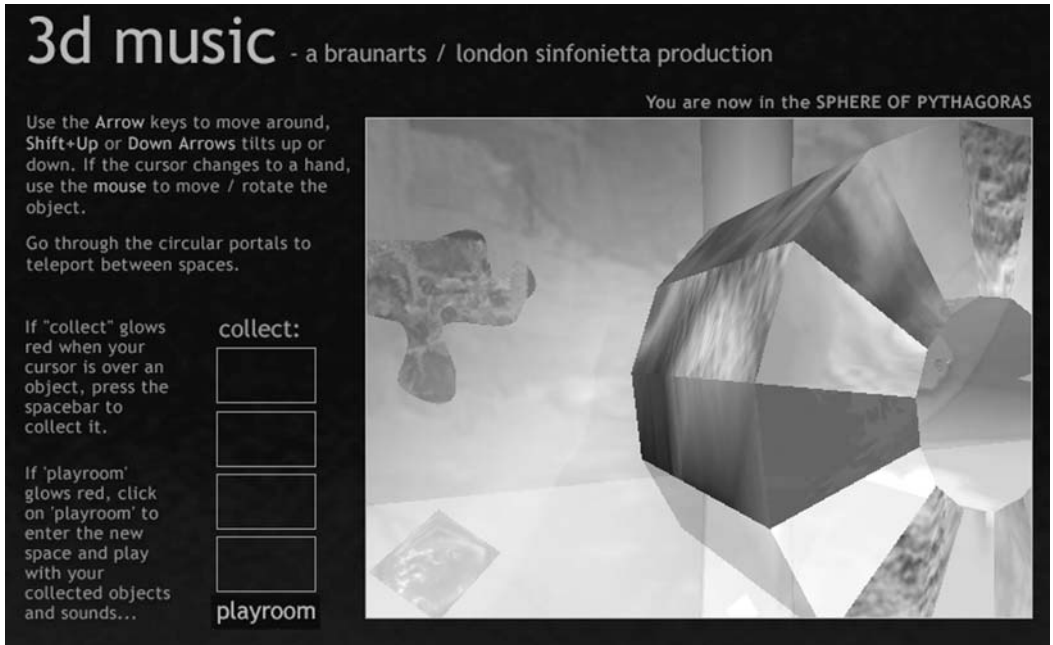 3d music - a braunarts / london sinfonietta production
You are now in the SPHERE OF PYTHAGORAS
Use the Arrow keys to move around,
Shift+Up or Down Arrows tilts up or
down. If the cursor changes to a hand,
use the mouse to move / rotate the
object.
Go through the circular portals to
teleport between spaces.
If "collect" glows
red when your
cursor is over an
object, press the
spacebar to
collect it.
collect:
If 'playroom'
glows red, click
on 'playroom' to
enter the new
space and play
with your
collected objects
and sounds...
playroom